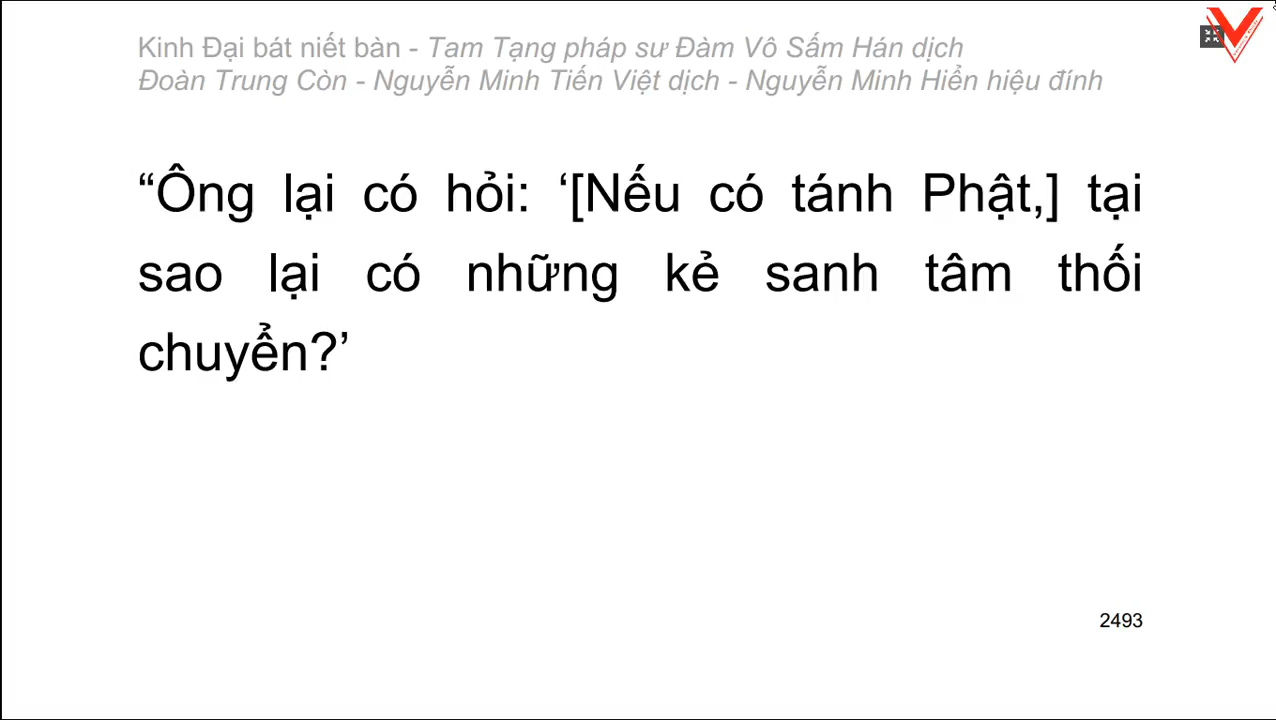 Kinh Đại bát niết bàn - Tam Tạng pháp sư Đàm Vô Sấm Hán dịch
Đoàn Trung Còn - Nguyễn Minh Tiến Việt dịch - Nguyễn Minh Hiển hiệu đính
“Ông lại có hỏi: ‘[Nếu có tánh Phật,] tại
sao lại có những kẻ sanh tâm thối
chuyển?’
2493